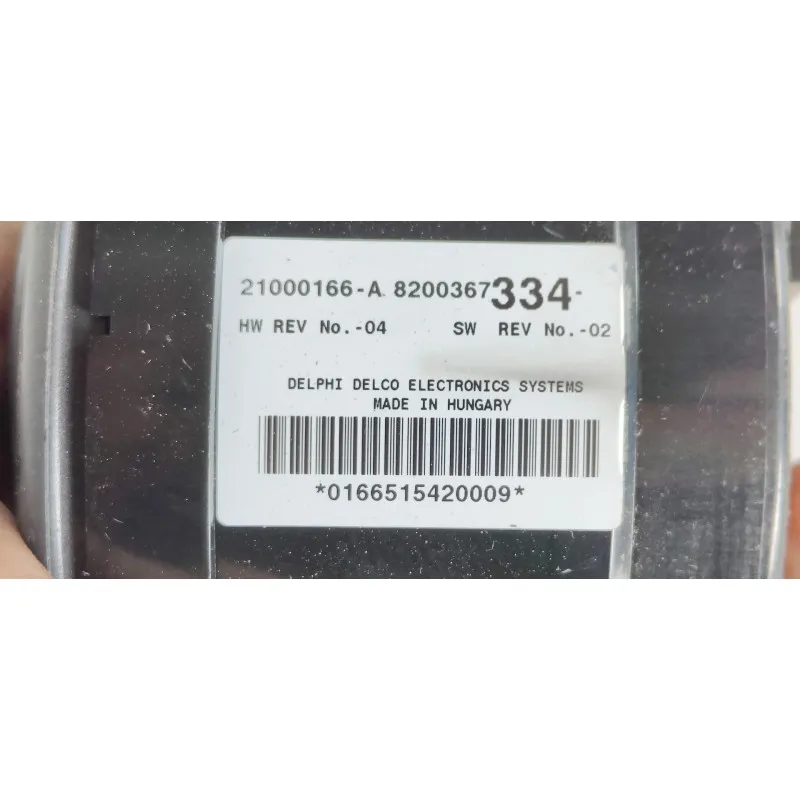 21000166-A 8200367334-
HW REV No.-04 SW REV No.-02
DELPHI DELCO ELECTRONICS SYSTEMS
MADE IN HUNGARY
*0166515420009*